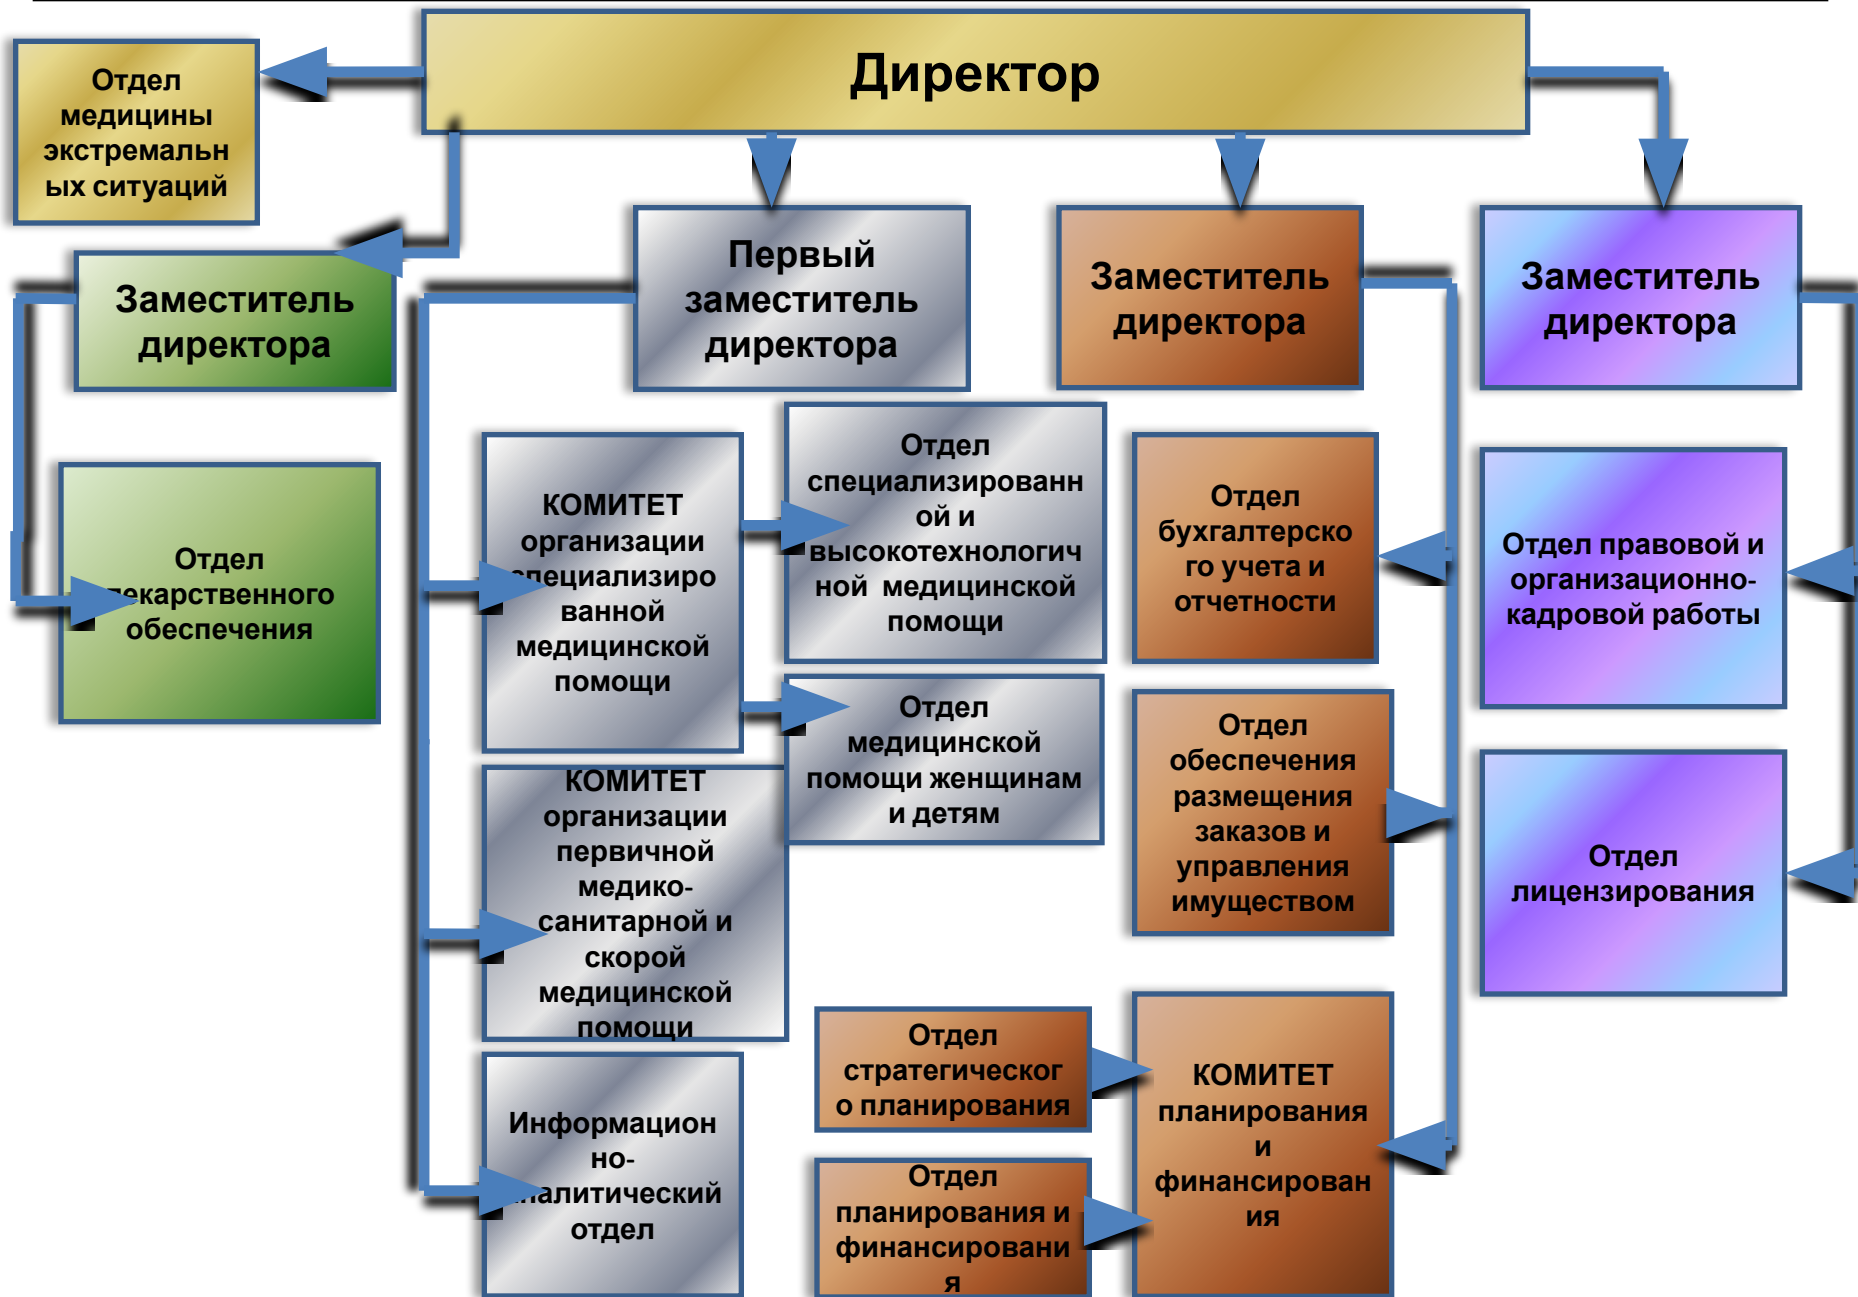 Директор
Отдел
медицины
экстремальн
ых ситуаций
Заместитель
директора
Первый
заместитель
директора
Заместитель
директора
Заместитель
директора
Отдел
лекарственного
обеспечения
КОМИТЕТ
организации
специализиро
ванной
медицинской
помощи
Отдел
специализированн
ой и
высокотехнологич
ной медицинской
помощи
Отдел
медицинской
помощи женщинам
и детям
КОМИТЕТ
организации
первичной
медико-
санитарной и
скорой
медицинской
помощи
Информацион
но-
аналитический
отдел
Отдел
бухгалтерско
го учета и
отчетности
Отдел
обеспечения
размещения
заказов и
управления
имуществом
Отдел
стратегическог
о планирования
Отдел
планирования и
финансировани
я
КОМИТЕТ
планирования
и
финансирован
ия
Отдел правовой и
организационно-
кадровой работы
Отдел
лицензирования